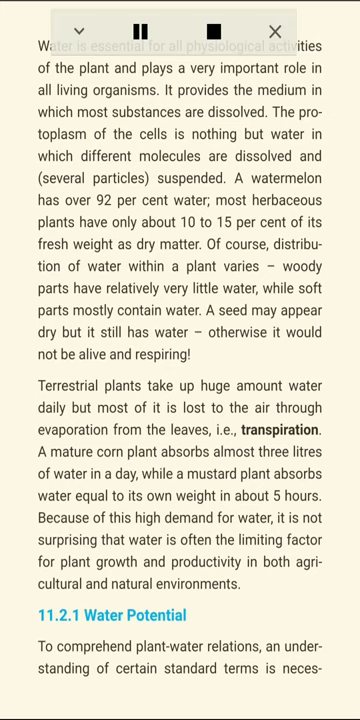 Water is essential for all physiological activities
of the plant and plays a very important role in
all living organisms. It provides the medium in
which most substances are dissolved. The pro-
toplasm of the cells is nothing but water in
which different molecules are dissolved and
(several particles) suspended. A watermelon
has over 92 per cent water; most herbaceous
plants have only about 10 to 15 per cent of its
fresh weight as dry matter. Of course, distribu-
tion of water within a plant varies – woody
parts have relatively very little water, while soft
parts mostly contain water. A seed may appear
dry but it still has water – otherwise it would
not be alive and respiring!
Terrestrial plants take up huge amount water
daily but most of it is lost to the air through
evaporation from the leaves, i.e., transpiration.
A mature corn plant absorbs almost three litres
of water in a day, while a mustard plant absorbs
water equal to its own weight in about 5 hours.
Because of this high demand for water, it is not
surprising that water is often the limiting factor
for plant growth and productivity in both agri-
cultural and natural environments.
11.2.1 Water Potential
To comprehend plant-water relations, an under-
standing of certain standard terms is neces-